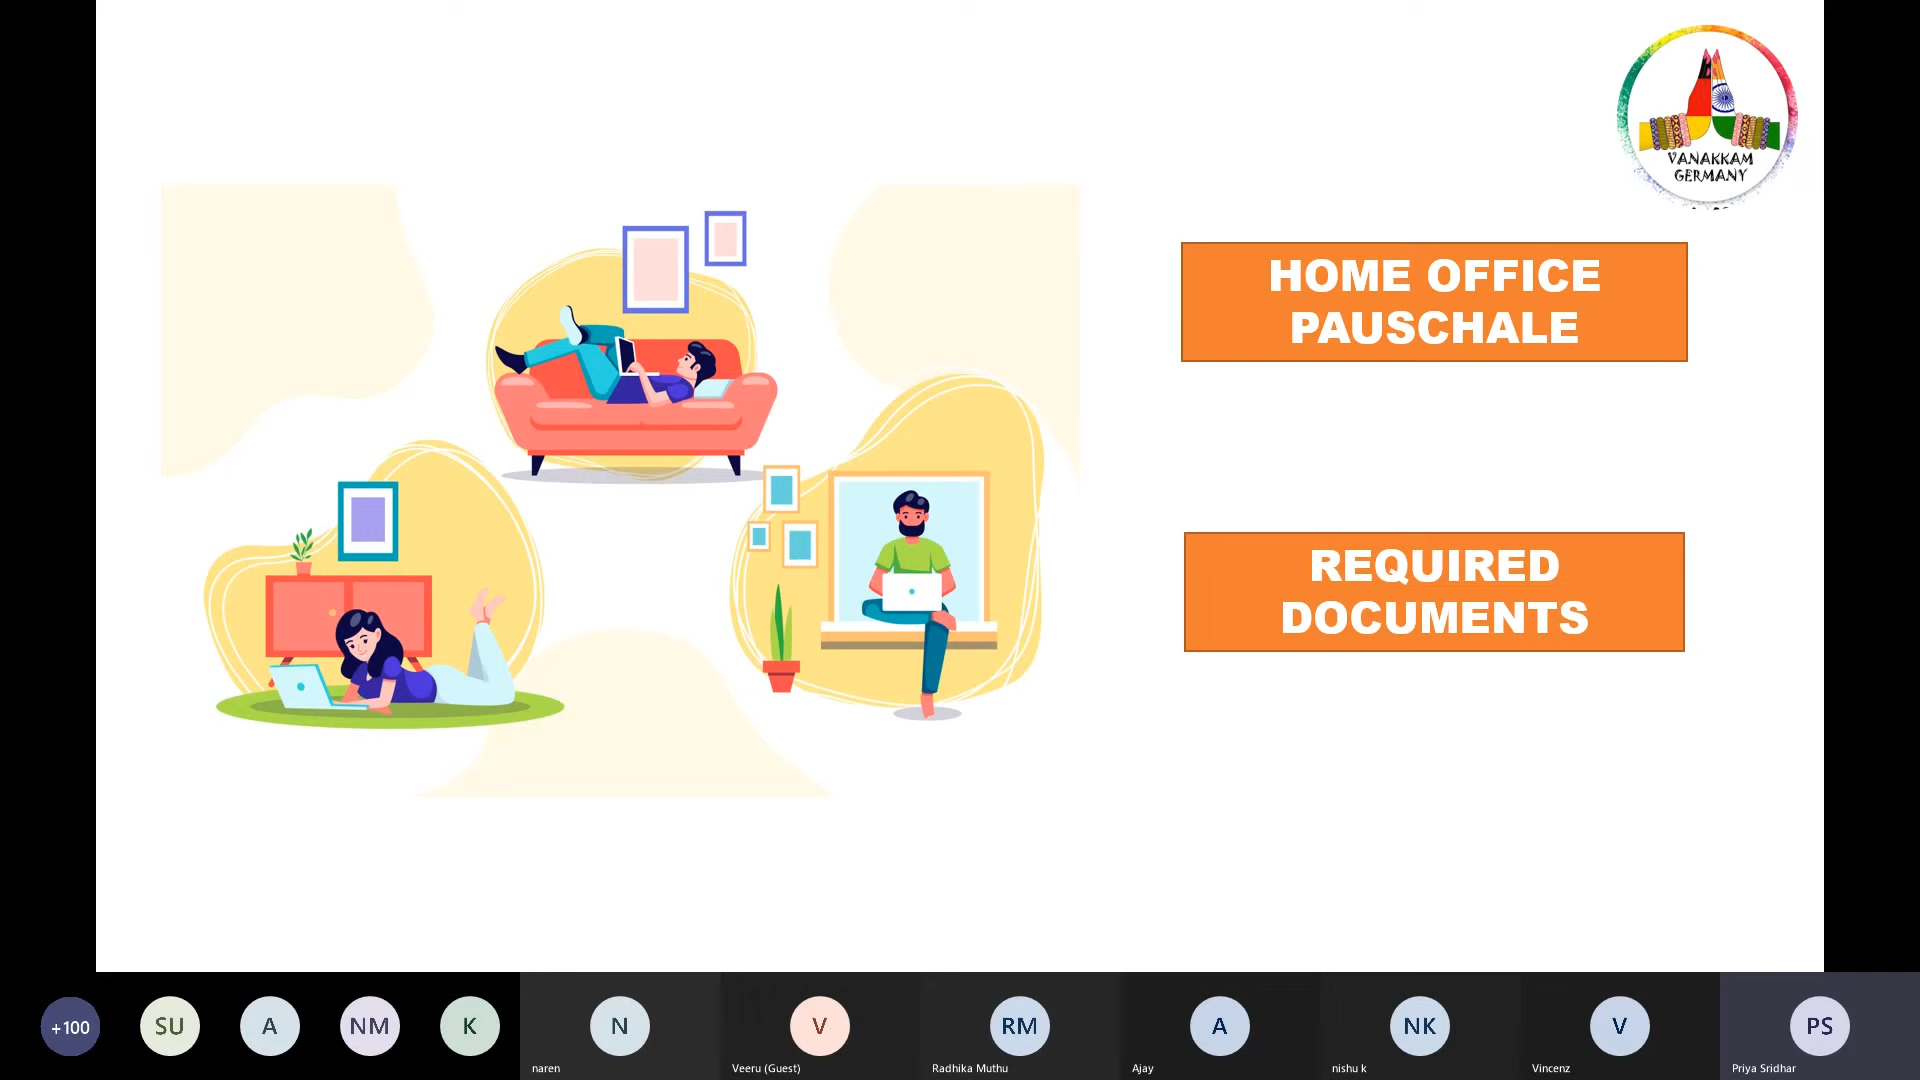 VANAKKAM
GERMANY
HOME OFFICE
PAUSCHALE
REQUIRED
DOCUMENTS
+100
SU
A
NM
K
N
V
RM
A
NK
V
PS
naren
Veeru (Guest)
Radhika Muthu
Ajay
nishu k
Vincenz
Priya Sridhar